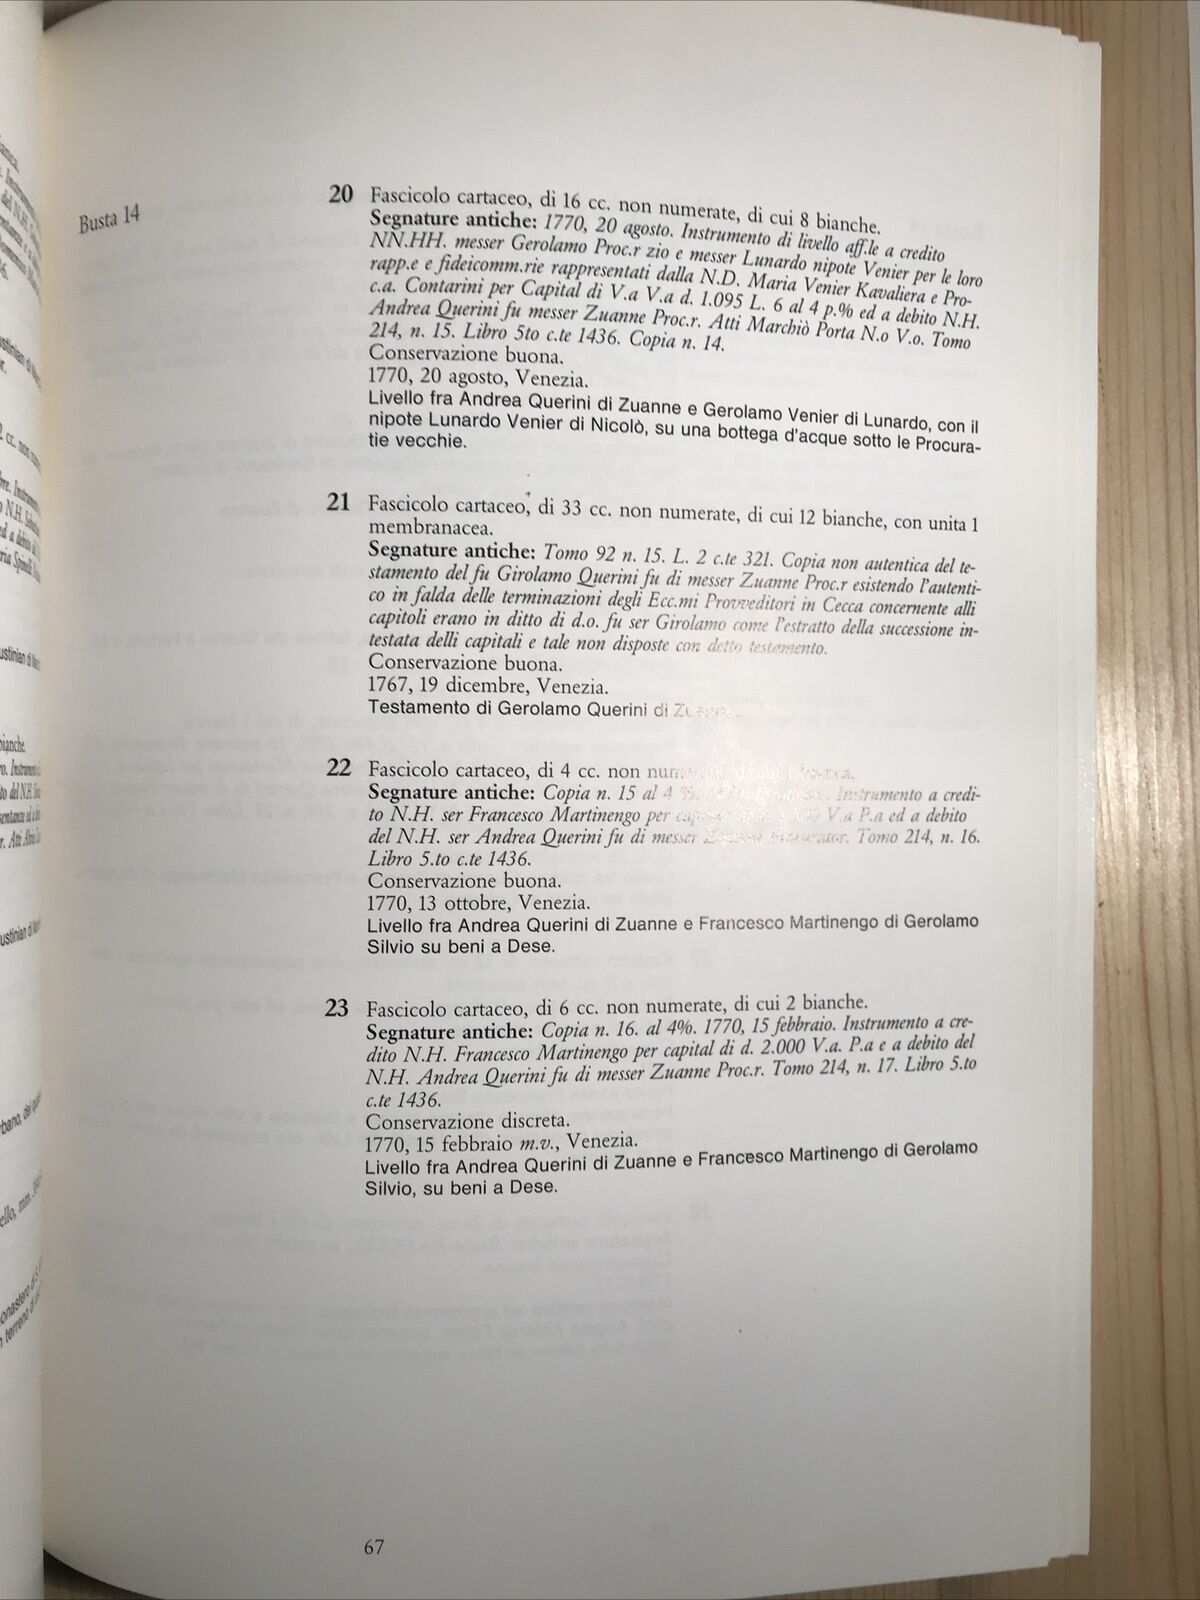 Busta 14
20 Fascicolo cartaceo, di 16 cc. non numerate, di cui 8 bianche.
Segnature antiche: 1770, 20 agosto. Instrumento di livello aff.le a credito
NN.HH. messer Gerolamo Proc.r zio e messer Lunardo nipote Venier per le loro
rapp.e e fideicomm.rie rappresentati dalla N.D. Maria Venier Kavaliera e Pro-
c.a. Contarini per Capital di V.a V.a d. 1.095 L. 6 al 4 p.% ed a debito N.H.
Andrea Querini fu messer Zuanne Proc.r. Atti Marchiò Porta N.o V.o. Tomo
214, n. 15. Libro 5to c.te 1436. Copia n. 14.
Conservazione buona.
1770, 20 agosto, Venezia.
Livello fra Andrea Querini di Zuanne e Gerolamo Venier di Lunardo, con il
nipote Lunardo Venier di Nicolò, su una bottega d'acque sotto le Procura-
tie vecchie.
21 Fascicolo cartaceo, di 33 cc. non numerate, di cui 12 bianche, con unita 1
membranacea.
Segnature antiche: Tomo 92 n. 15. L. 2 c.te 321. Copia non autentica del te-
stamento del fu Girolamo Querini fu di messer Zuanne Proc.r esistendo l'autenti-
co in falda delle terminazioni degli Ecc.mi Provveditori in Cecca concernente alli
capitoli erano in ditto di d.o. fu ser Girolamo come l'estratto della successione in-
testata delli capitali e tale non disposte con detto testamento.
Conservazione buona.
1767, 19 dicembre, Venezia.
Testamento di Gerolamo Querini di Zuanne.
22 Fascicolo cartaceo, di 4 cc. non
Segnature antiche: Copia n. 15 al 4 %. Instrumento a credi-
to N.H. ser Francesco Martinengo per V.a P.a ed a debito
del N.H. ser Andrea Querini fu di messer Tomo 214, n. 16.
Libro 5.to c.te 1436.
Conservazione buona.
1770, 13 ottobre, Venezia.
Livello fra Andrea Querini di Zuanne e Francesco Martinengo di Gerolamo
Silvio su beni a Dese.
23 Fascicolo cartaceo, di 6 cc. non numerate, di cui 2 bianche.
Segnature antiche: Copia n. 16. al 4%. 1770, 15 febbraio. Instrumento a cre-
dito N.H. Francesco Martinengo per capital di d. 2.000 V.a. P.a e a debito del
N.H. Andrea Querini fu di messer Zuanne Proc.r. Tomo 214, n. 17. Libro 5.to
c.te 1436.
Conservazione discreta.
1770, 15 febbraio m.v., Venezia.
Livello fra Andrea Querini di Zuanne e Francesco Martinengo di Gerolamo
Silvio, su beni a Dese.
67